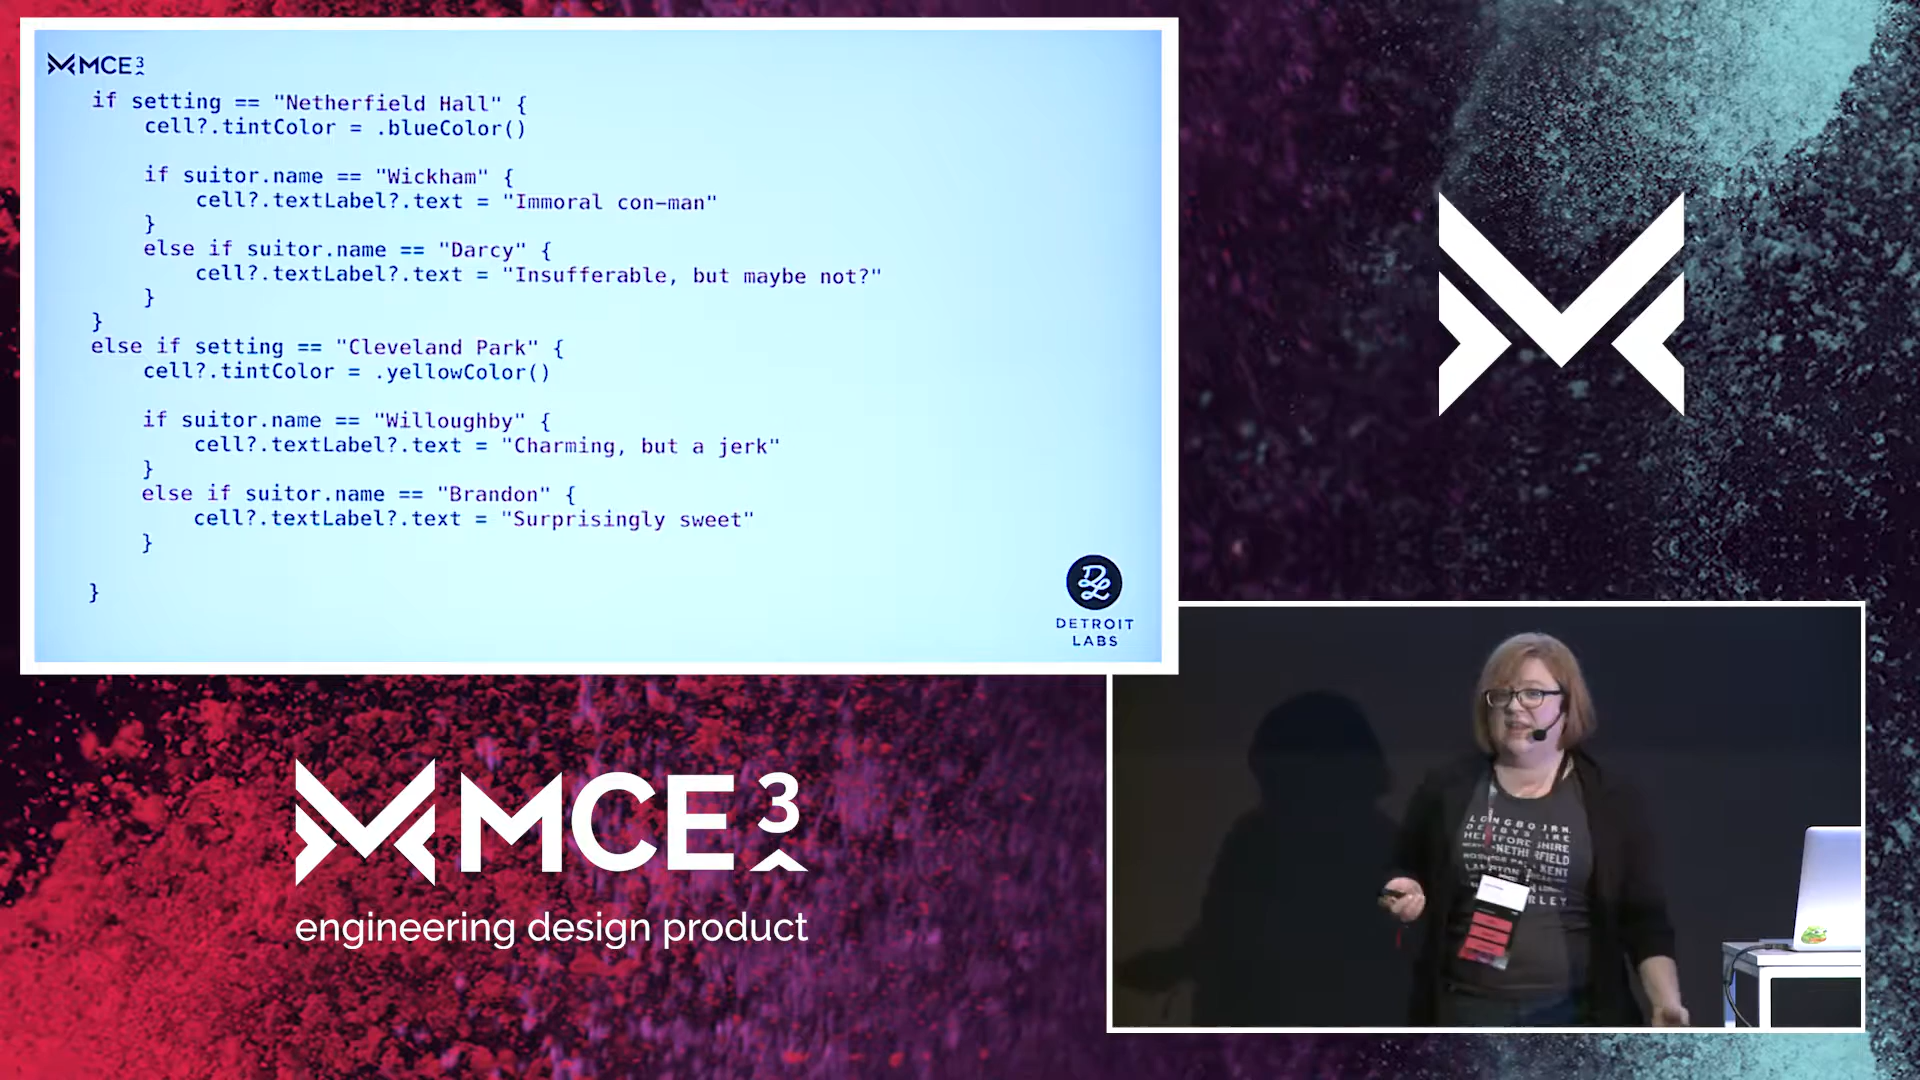 MCE3
if setting == "Netherfield Hall" {
cell?.tintColor = .blueColor()
if suitor.name == "Wickham" {
cell?.textLabel?.text = "Immoral con-man"
}
else if suitor.name == "Darcy" {
cell?.textLabel?.text = "Insufferable, but maybe not?"
}
}
else if setting == "Cleveland Park" {
cell?.tintColor = .yellowColor()
if suitor.name == "Willoughby" {
cell?.textLabel?.text = "Charming, but a jerk"
}
else if suitor.name == "Brandon" {
cell?.textLabel?.text = "Surprisingly sweet"
}
}
DETROIT
LABS
MCE3
engineering design product
NETHERFIELD
KENT